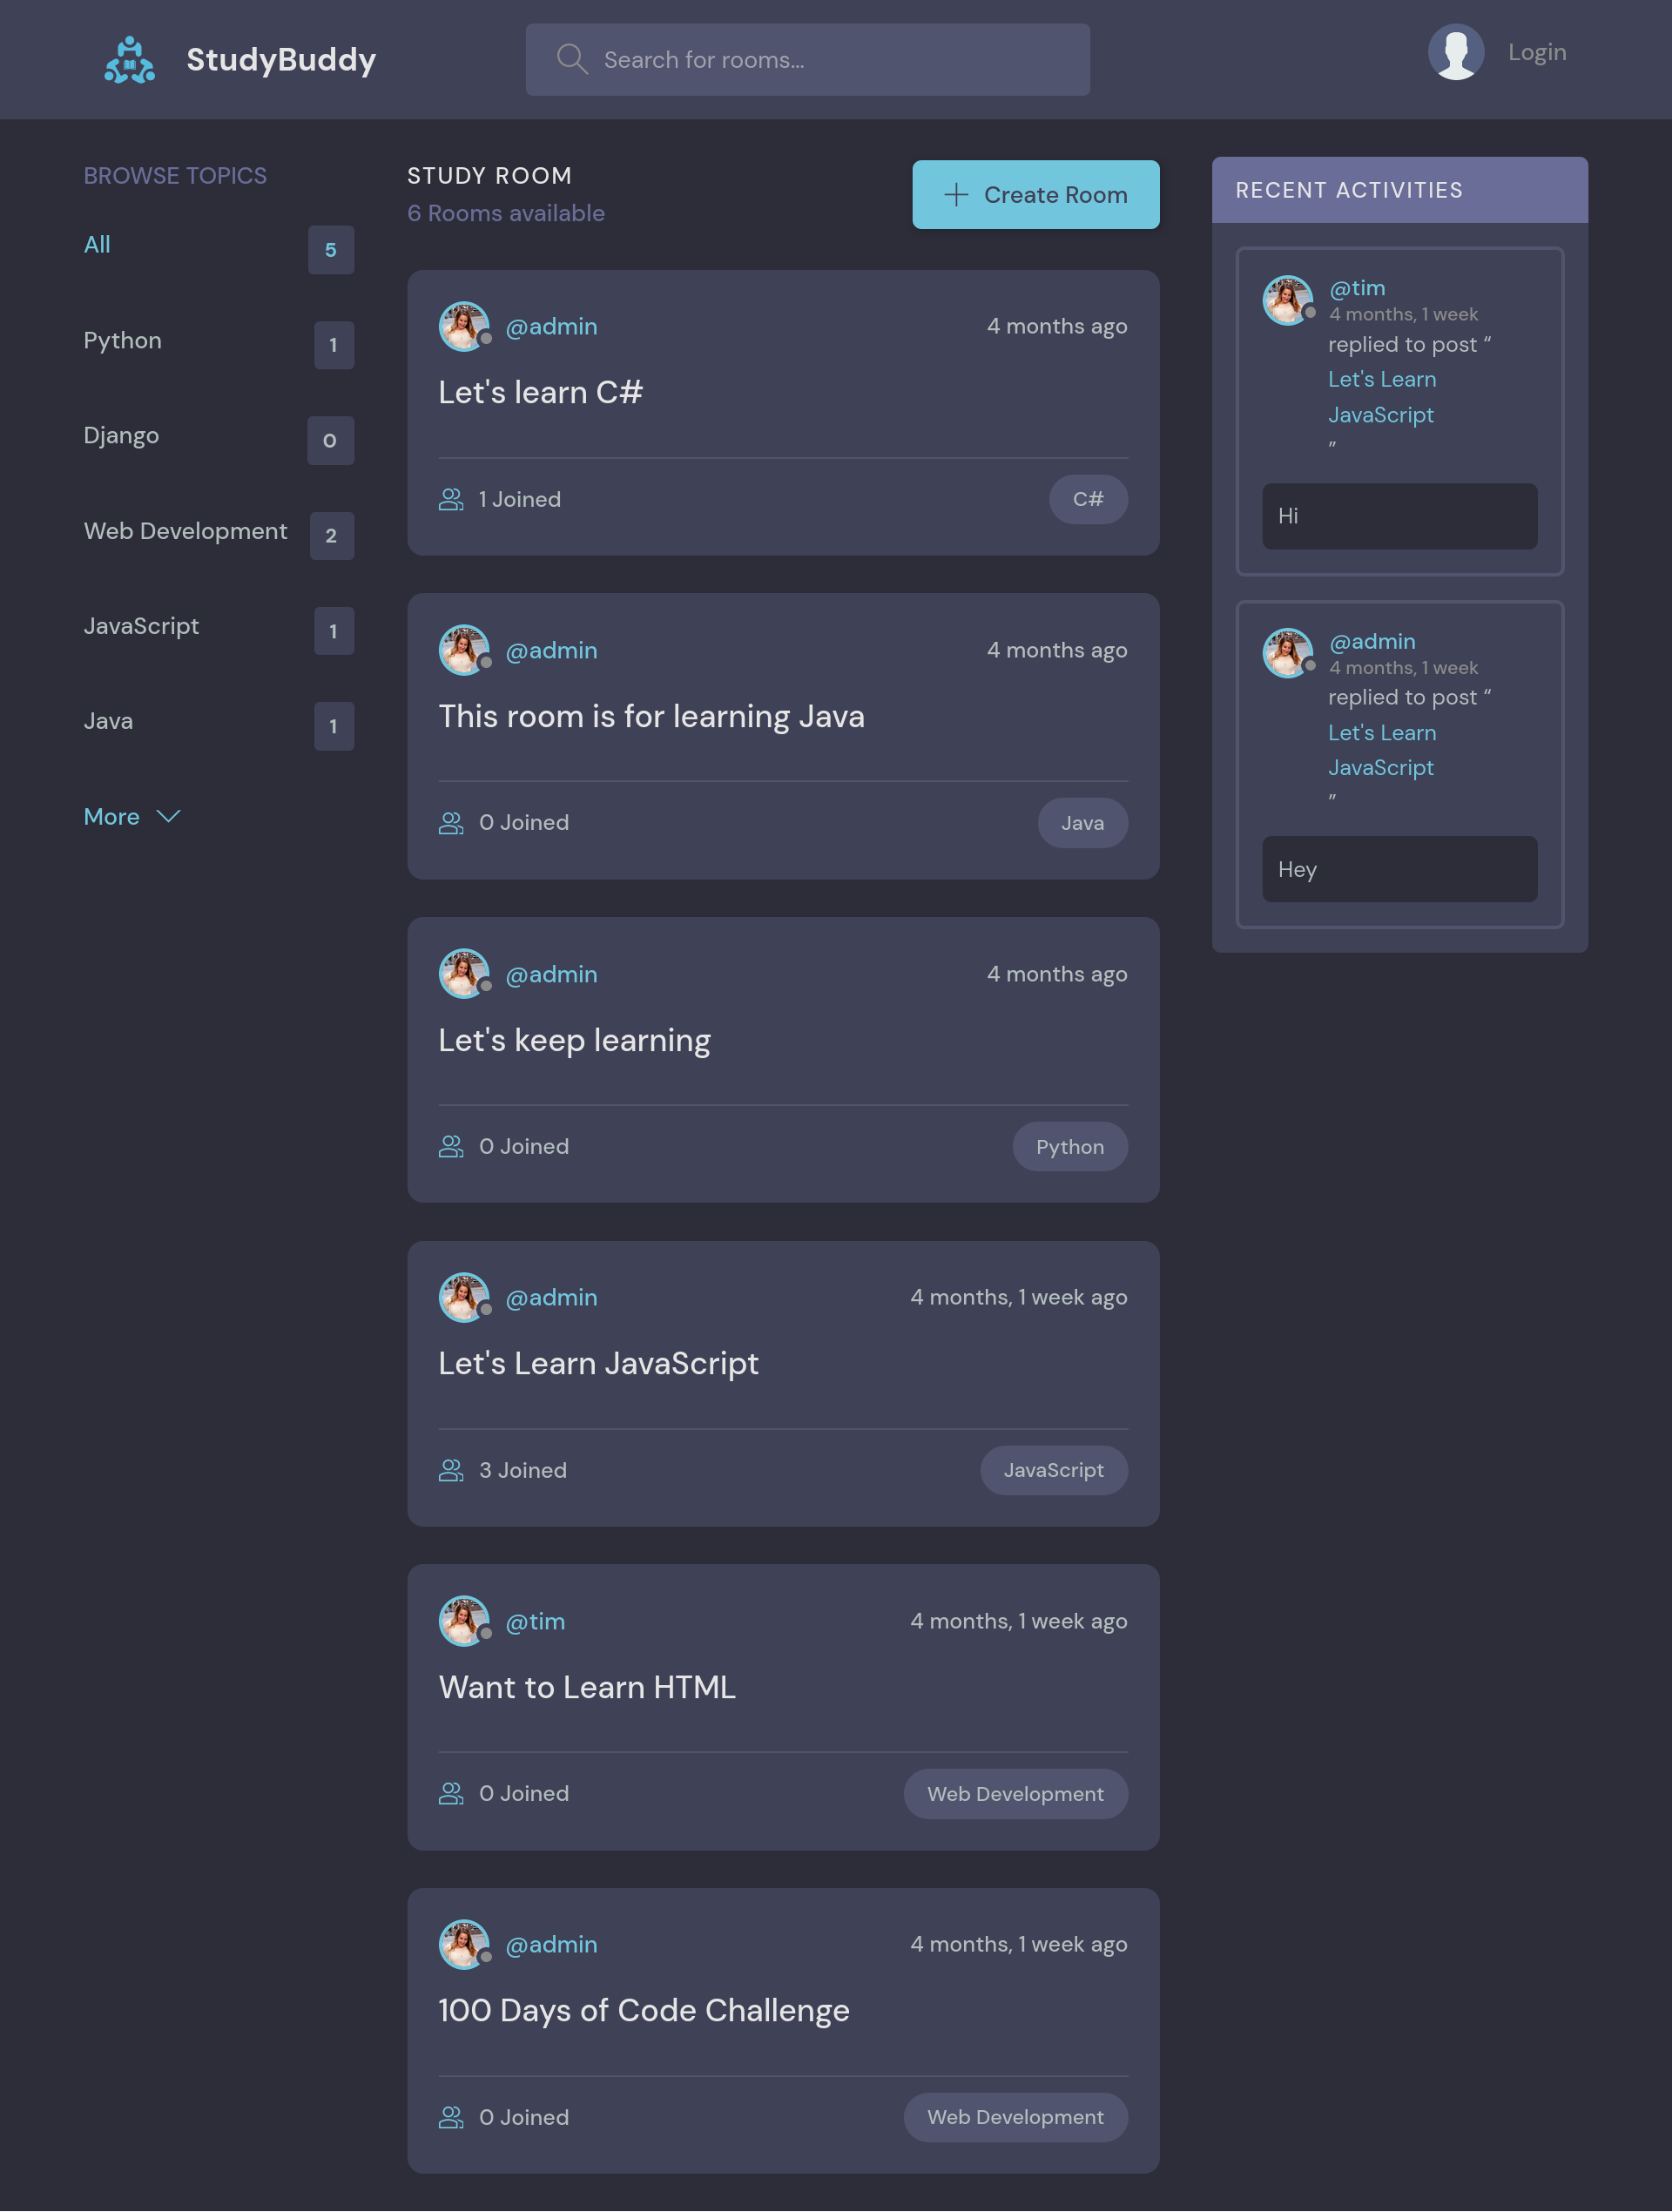 StudyBuddy
Search for rooms...
Login
BROWSE TOPICS
All
5
Python
1
Django
0
Web Development
2
JavaScript
1
Java
1
More
STUDY ROOM
6 Rooms available
Create Room
@admin
4 months ago
Let's learn C#
1 Joined
C#
@admin
4 months ago
This room is for learning Java
0 Joined
Java
@admin
4 months ago
Let's keep learning
0 Joined
Python
@admin
4 months, 1 week ago
Let's Learn JavaScript
3 Joined
JavaScript
@tim
4 months, 1 week ago
Want to Learn HTML
0 Joined
Web Development
@admin
4 months, 1 week ago
100 Days of Code Challenge
0 Joined
Web Development
RECENT ACTIVITIES
@tim
4 months, 1 week
replied to post “
Let's Learn
JavaScript
”
Hi
@admin
4 months, 1 week
replied to post “
Let's Learn
JavaScript
”
Hey